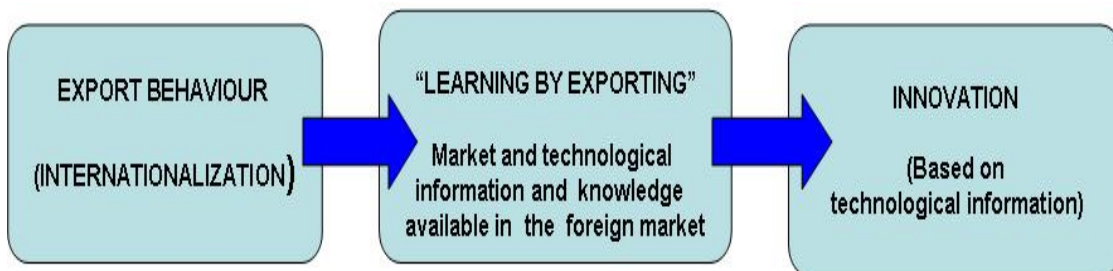 EXPORT BEHAVIOUR
(INTERNATIONALIZATION)
“LEARNING BY EXPORTING”
Market and technological
information and knowledge
available in the foreign market
INNOVATION
(Based on
technological information)